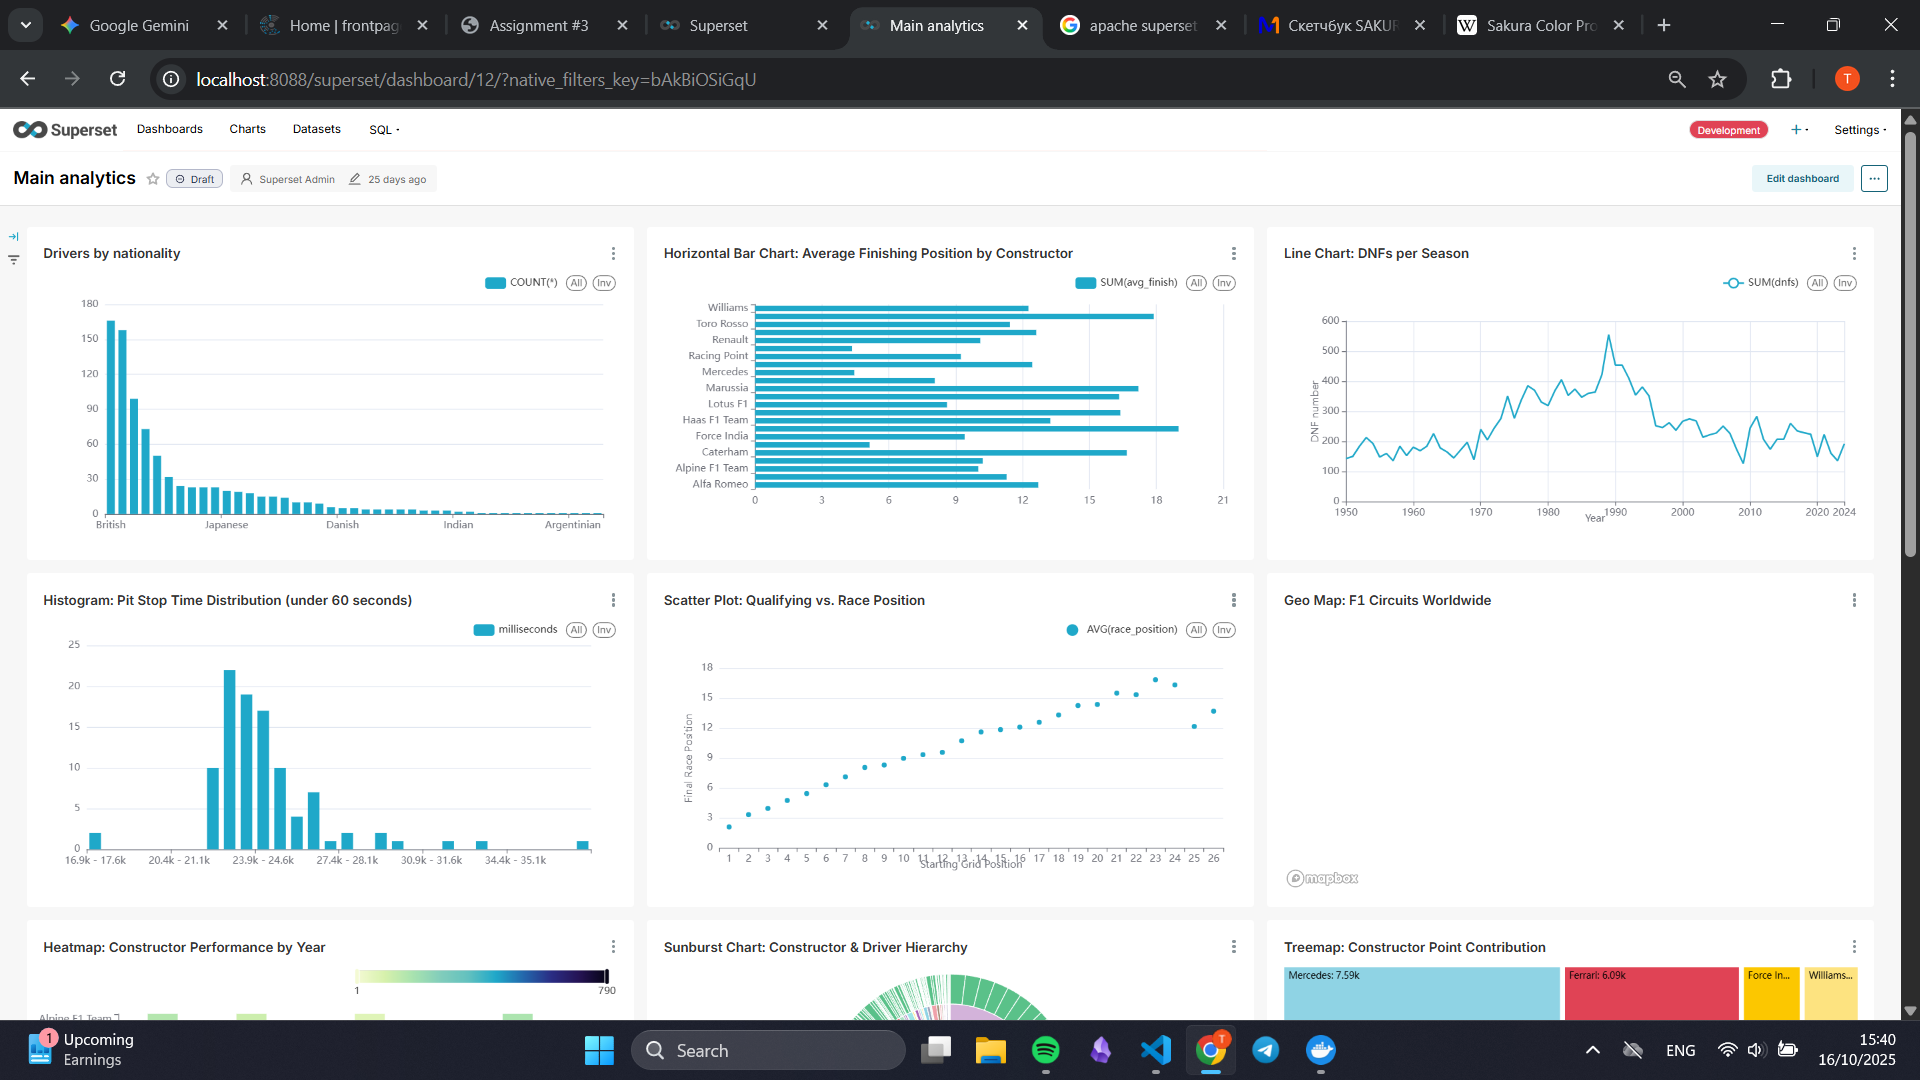 Google Gemini
Home | frontpag
Assignment #3
Superset
Main analytics
apache superset
Скетчбук SAKUR
Sakura Color Pro
localhost:8088/superset/dashboard/12/?native_filters_key=bAkBiOSiGqU
T
Superset
Dashboards
Charts
Datasets
SQL
Development
Settings
Main analytics
Draft
Superset Admin
25 days ago
Edit dashboard
Drivers by nationality
COUNT(*)
All
Inv
180
150
120
90
60
30
0
British
Japanese
Danish
Indian
Argentinian
Horizontal Bar Chart: Average Finishing Position by Constructor
SUM(avg_finish)
All
Inv
Williams
Toro Rosso
Renault
Racing Point
Mercedes
Marussia
Lotus F1
Haas F1 Team
Force India
Caterham
Alpine F1 Team
Alfa Romeo
0 3 6 9 12 15 18 21
Line Chart: DNFs per Season
SUM(dnfs)
All
Inv
DNF number
600
500
400
300
200
100
0
1950 1960 1970 1980 1990 2000 2010 2020 2024
Year
Histogram: Pit Stop Time Distribution (under 60 seconds)
milliseconds
All
Inv
25
20
15
10
5
0
16.9k - 17.6k
20.4k - 21.1k
23.9k - 24.6k
27.4k - 28.1k
30.9k - 31.6k
34.4k - 35.1k
Scatter Plot: Qualifying vs. Race Position
AVG(race_position)
All
Inv
Final Race Position
18
15
12
9
6
3
0
1 2 3 4 5 6 7 8 9 10 11 12 13 14 15 16 17 18 19 20 21 22 23 24 25 26
Starting Grid Position
Geo Map: F1 Circuits Worldwide
mapbox
Heatmap: Constructor Performance by Year
1
790
Alpine F1 Team
Sunburst Chart: Constructor & Driver Hierarchy
Treemap: Constructor Point Contribution
Mercedes: 7.59k
Ferrari: 6.09k
Force In...
Williams...
1
Upcoming
Earnings
Search
T
ENG
15:40
16/10/2025